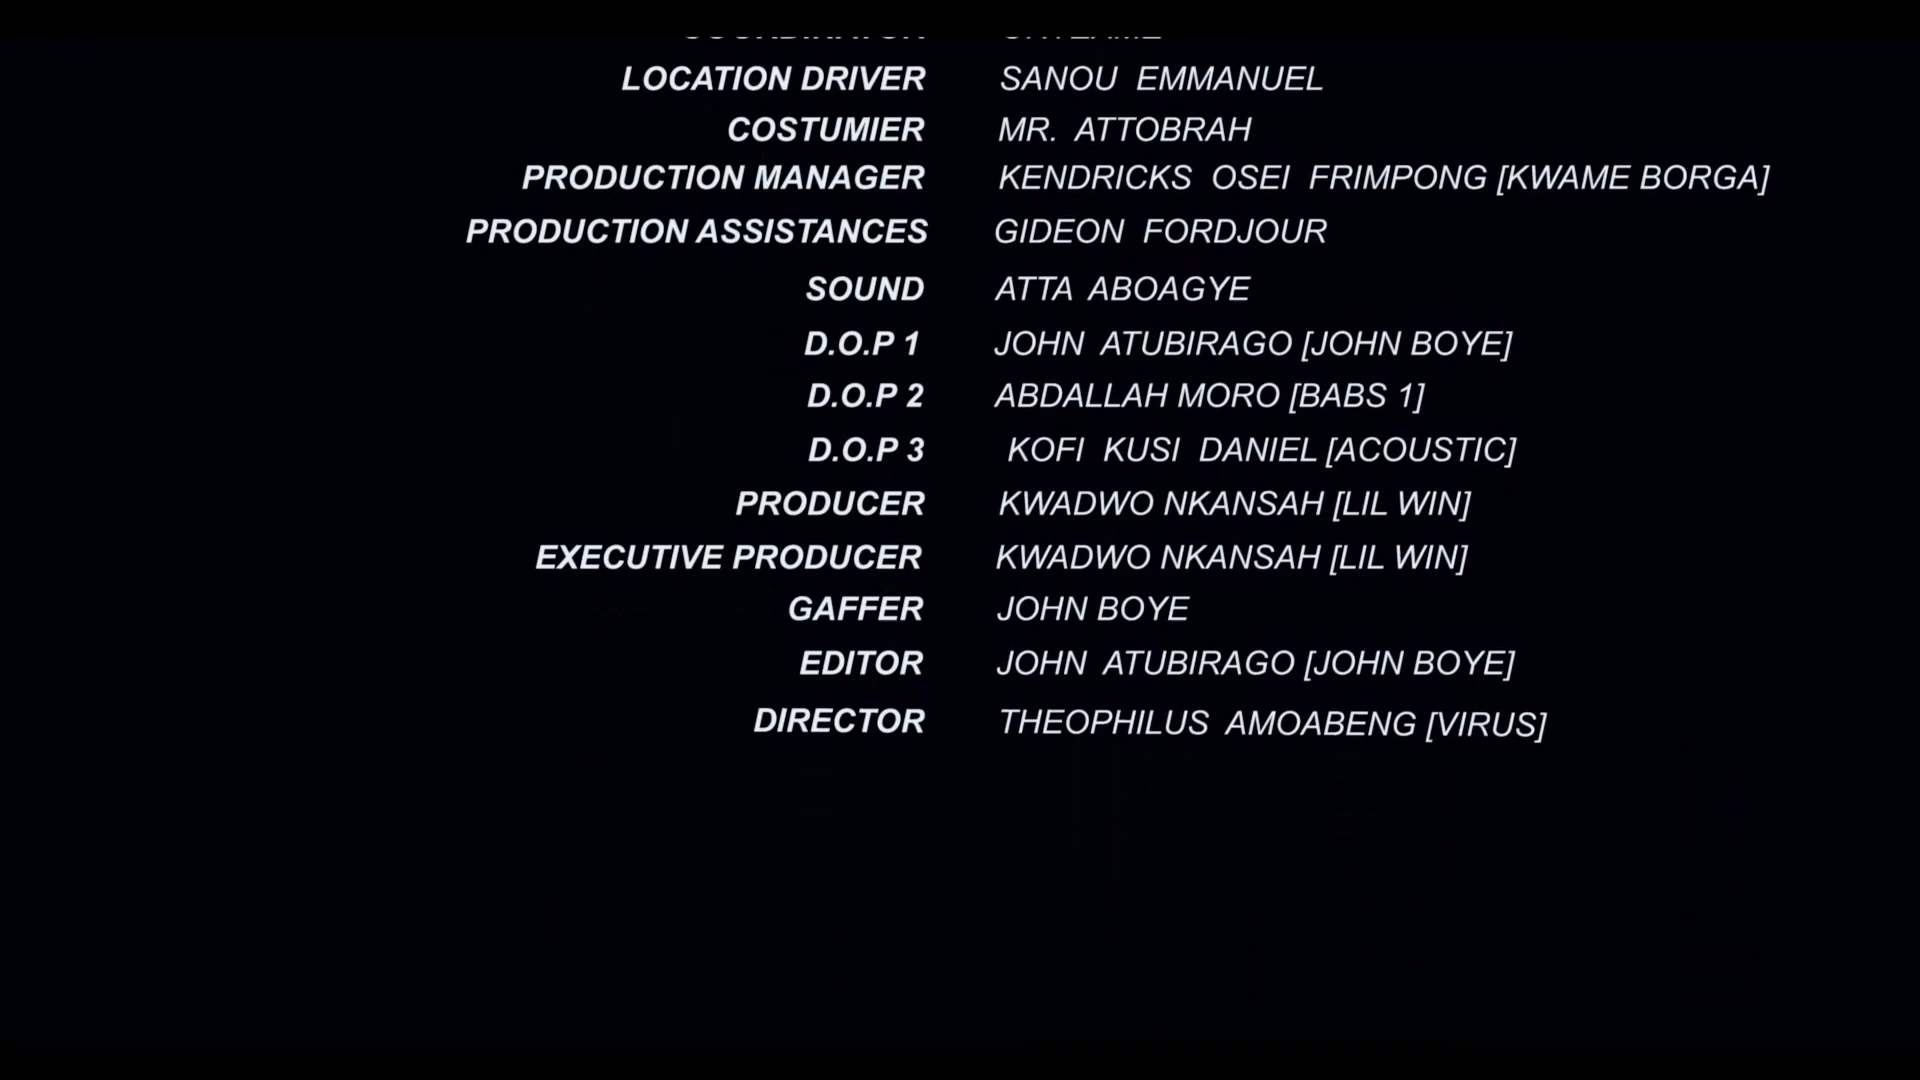 LOCATION DRIVER SANOU EMMANUEL
COSTUMIER MR. ATTOBRAH
PRODUCTION MANAGER KENDRICKS OSEI FRIMPONG [KWAME BORGA]
PRODUCTION ASSISTANCES GIDEON FORDJOUR
SOUND ATTA ABOAGYE
D.O.P 1 JOHN ATUBIRAGO [JOHN BOYE]
D.O.P 2 ABDALLAH MORO [BABS 1]
D.O.P 3 KOFI KUSI DANIEL [ACOUSTIC]
PRODUCER KWADWO NKANSAH [LIL WIN]
EXECUTIVE PRODUCER KWADWO NKANSAH [LIL WIN]
GAFFER JOHN BOYE
EDITOR JOHN ATUBIRAGO [JOHN BOYE]
DIRECTOR THEOPHILUS AMOABENG [VIRUS]